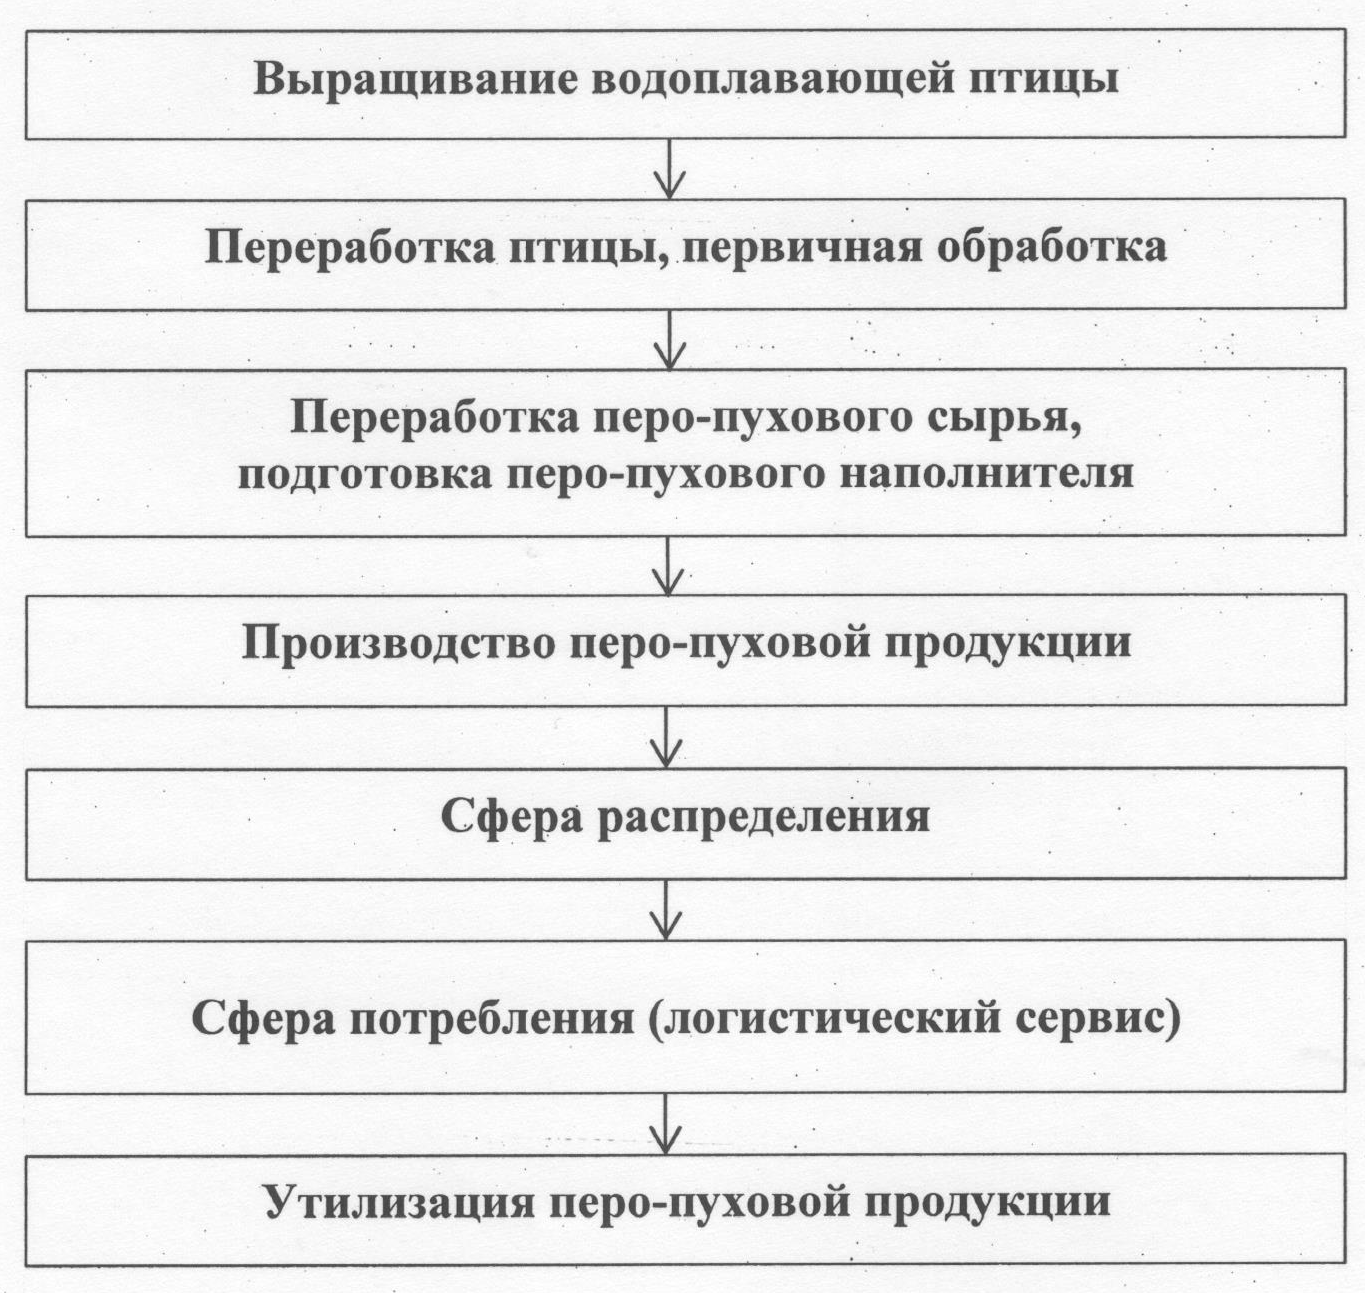 Выращивание водоплавающей птицы
Переработка птицы, первичная обработка
Переработка перо-пухового сырья,
подготовка перо-пухового наполнителя
Производство перо-пуховой продукции
Сфера распределения
Сфера потребления (логистический сервис)
Утилизация перо-пуховой продукции